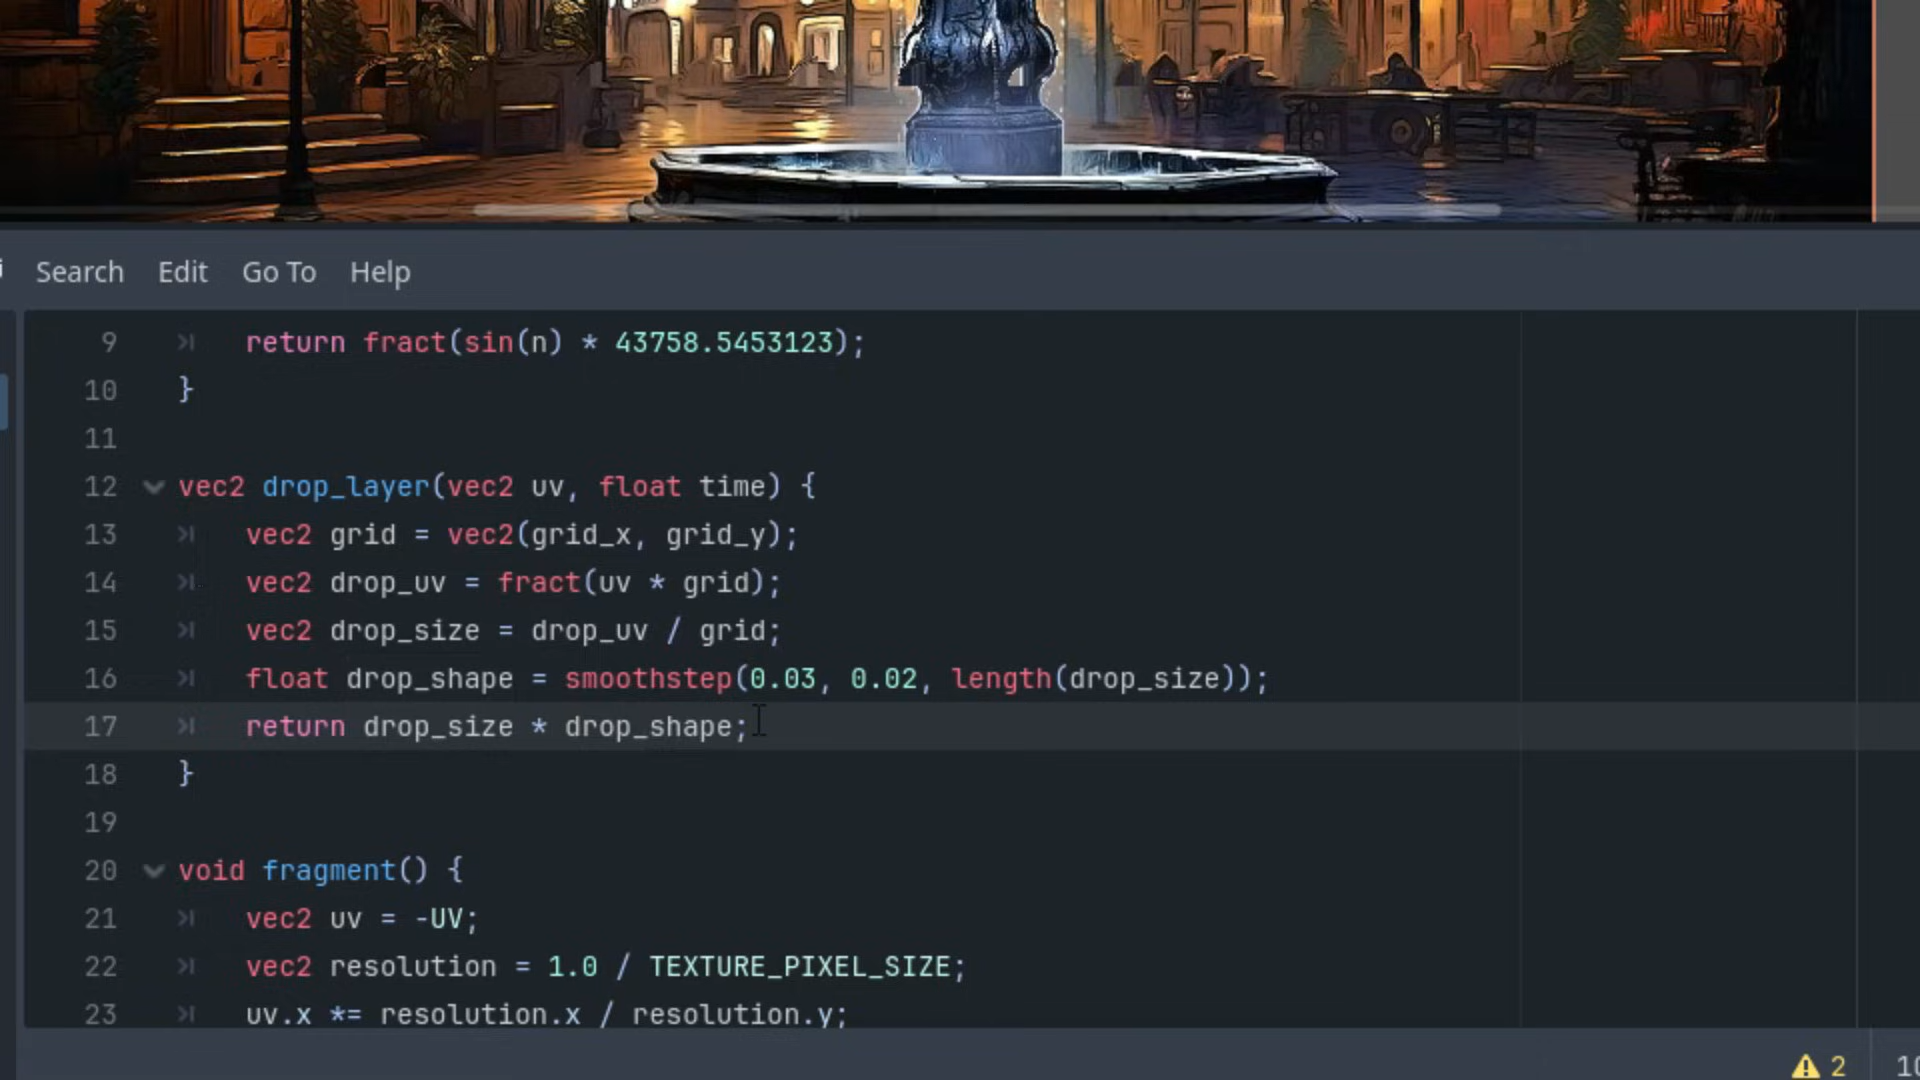 Search Edit Go To Help
9 return fract(sin(n) * 43758.5453123);
10 }
11
12 vec2 drop_layer(vec2 uv, float time) {
13 vec2 grid = vec2(grid_x, grid_y);
14 vec2 drop_uv = fract(uv * grid);
15 vec2 drop_size = drop_uv / grid;
16 float drop_shape = smoothstep(0.03, 0.02, length(drop_size));
17 return drop_size * drop_shape;
18 }
19
20 void fragment() {
21 vec2 uv = -UV;
22 vec2 resolution = 1.0 / TEXTURE_PIXEL_SIZE;
23 uv.x *= resolution.x / resolution.y;
2